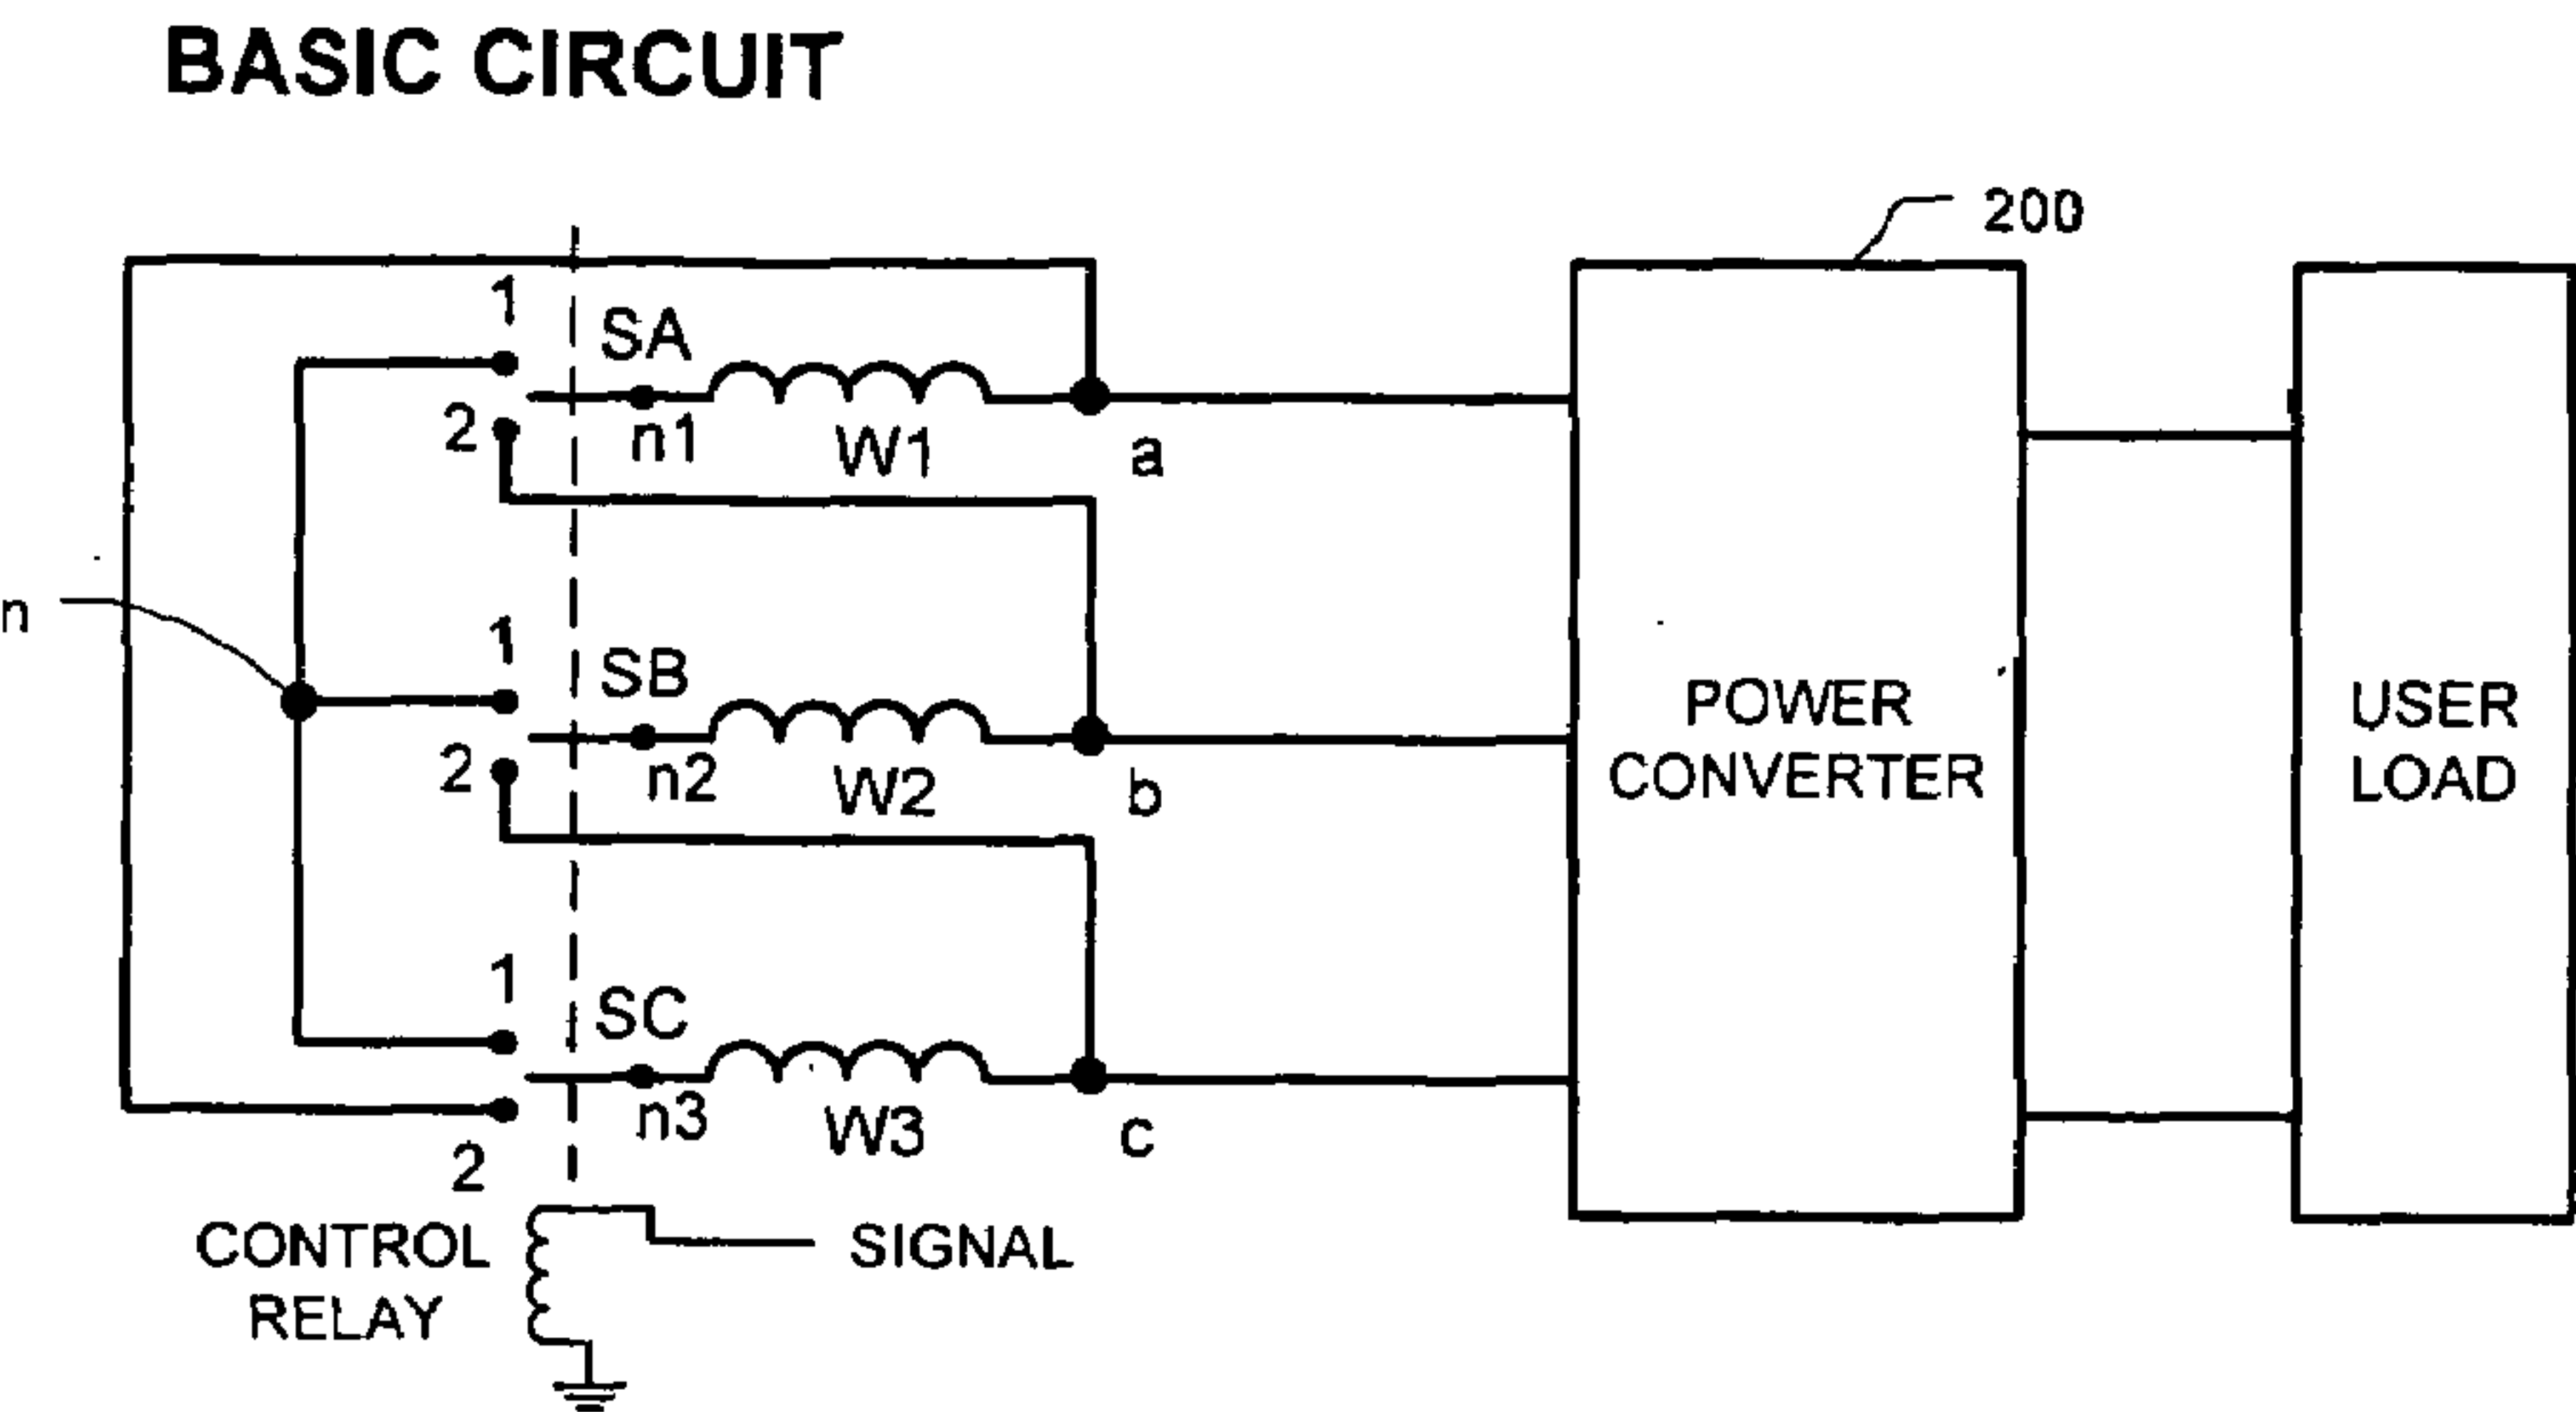 BASIC CIRCUIT
200
1
SA
2
n1
W1
a
n
1
SB
2
n2
W2
b
POWER
CONVERTER
USER
LOAD
1
SC
2
n3
W3
c
CONTROL
RELAY
SIGNAL